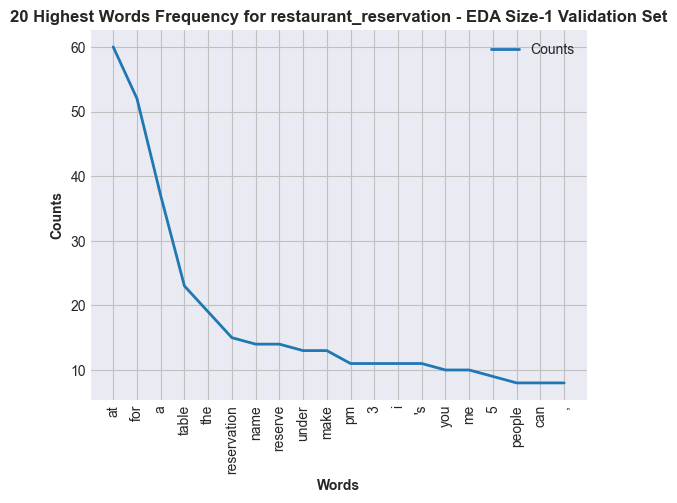 20 Highest Words Frequency for restaurant_reservation - EDA Size-1 Validation Set
Counts
60
50
40
30
20
10
Counts
at
for
a
table
the
reservation
name
reserve
under
make
pm
3
i
's
you
me
5
people
can
,
Words